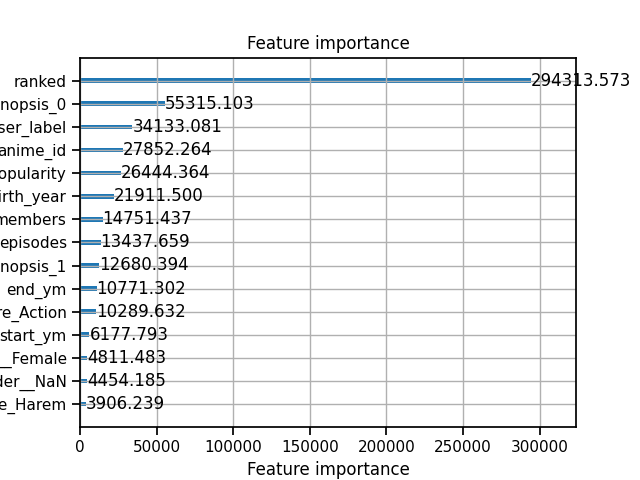 Feature importance
ranked 294313.573
nopsis_0 55315.103
ser_label 34133.081
anime_id 27852.264
opularity 26444.364
irth_year 21911.500
members 14751.437
episodes 13437.659
nopsis_1 12680.394
end_ym 10771.302
re_Action 10289.632
start_ym 6177.793
_Female 4811.483
der__NaN 4454.185
e_Harem 3906.239
0 50000 100000 150000 200000 250000 300000
Feature importance